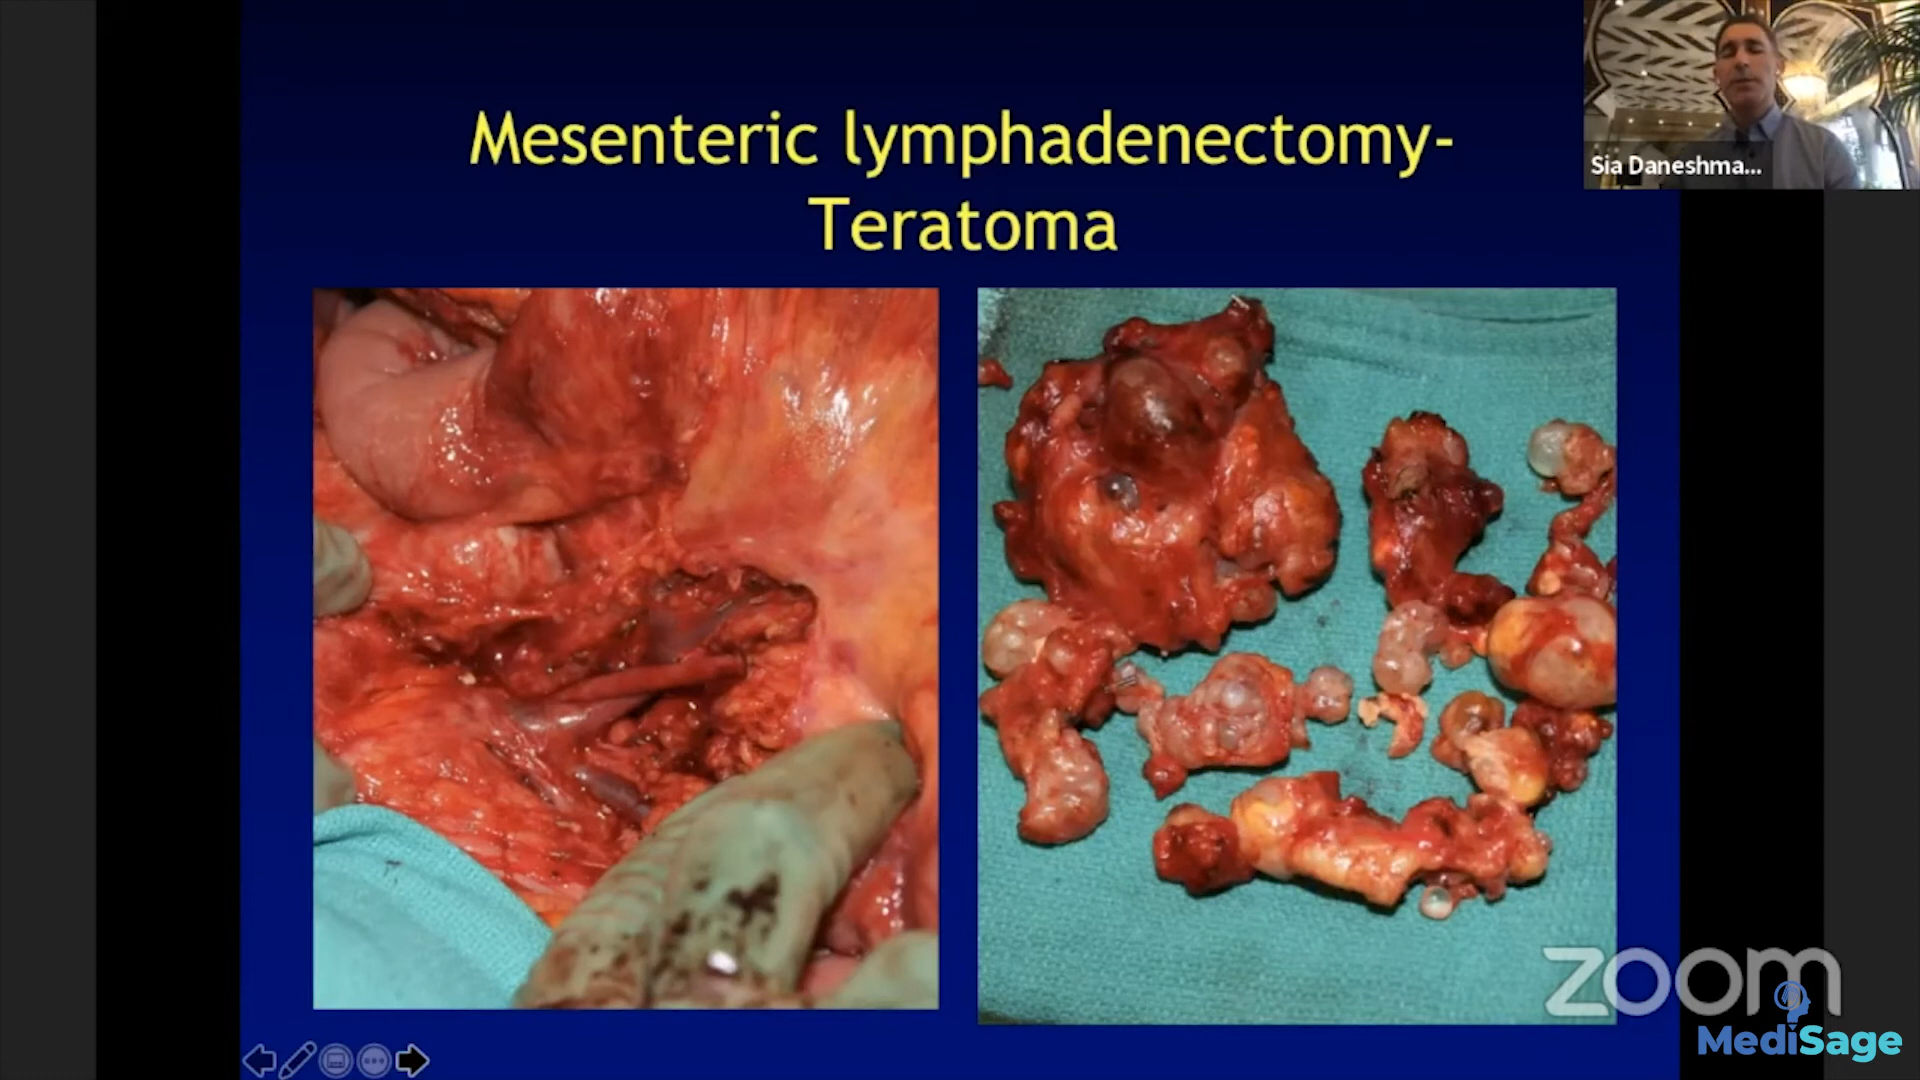 Mesenteric lymphadenectomy-
Teratoma
Sia Daneshma...
zoom
MediSage